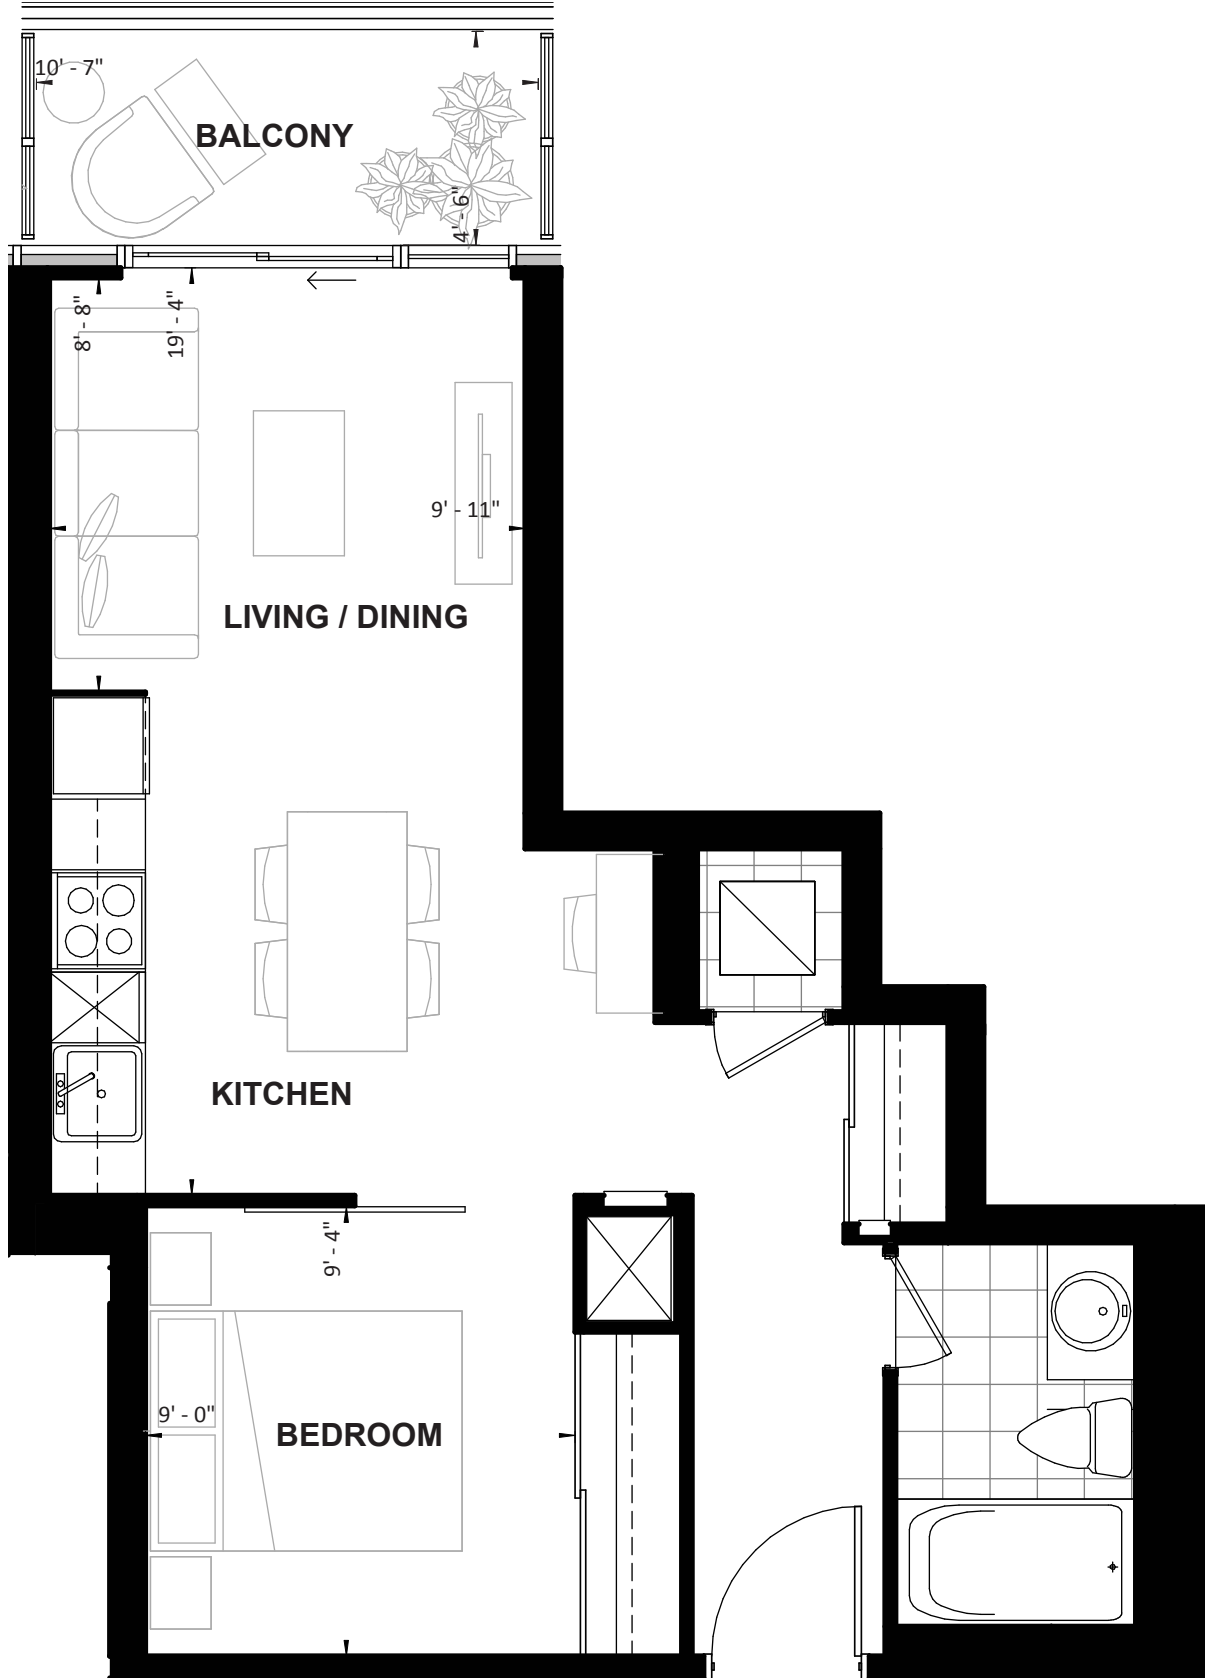 10' - 7"
BALCONY
4' - 6"
8' - 8"
19' - 4"
9' - 11"
LIVING / DINING
KITCHEN
9' - 4"
9' - 0"
BEDROOM